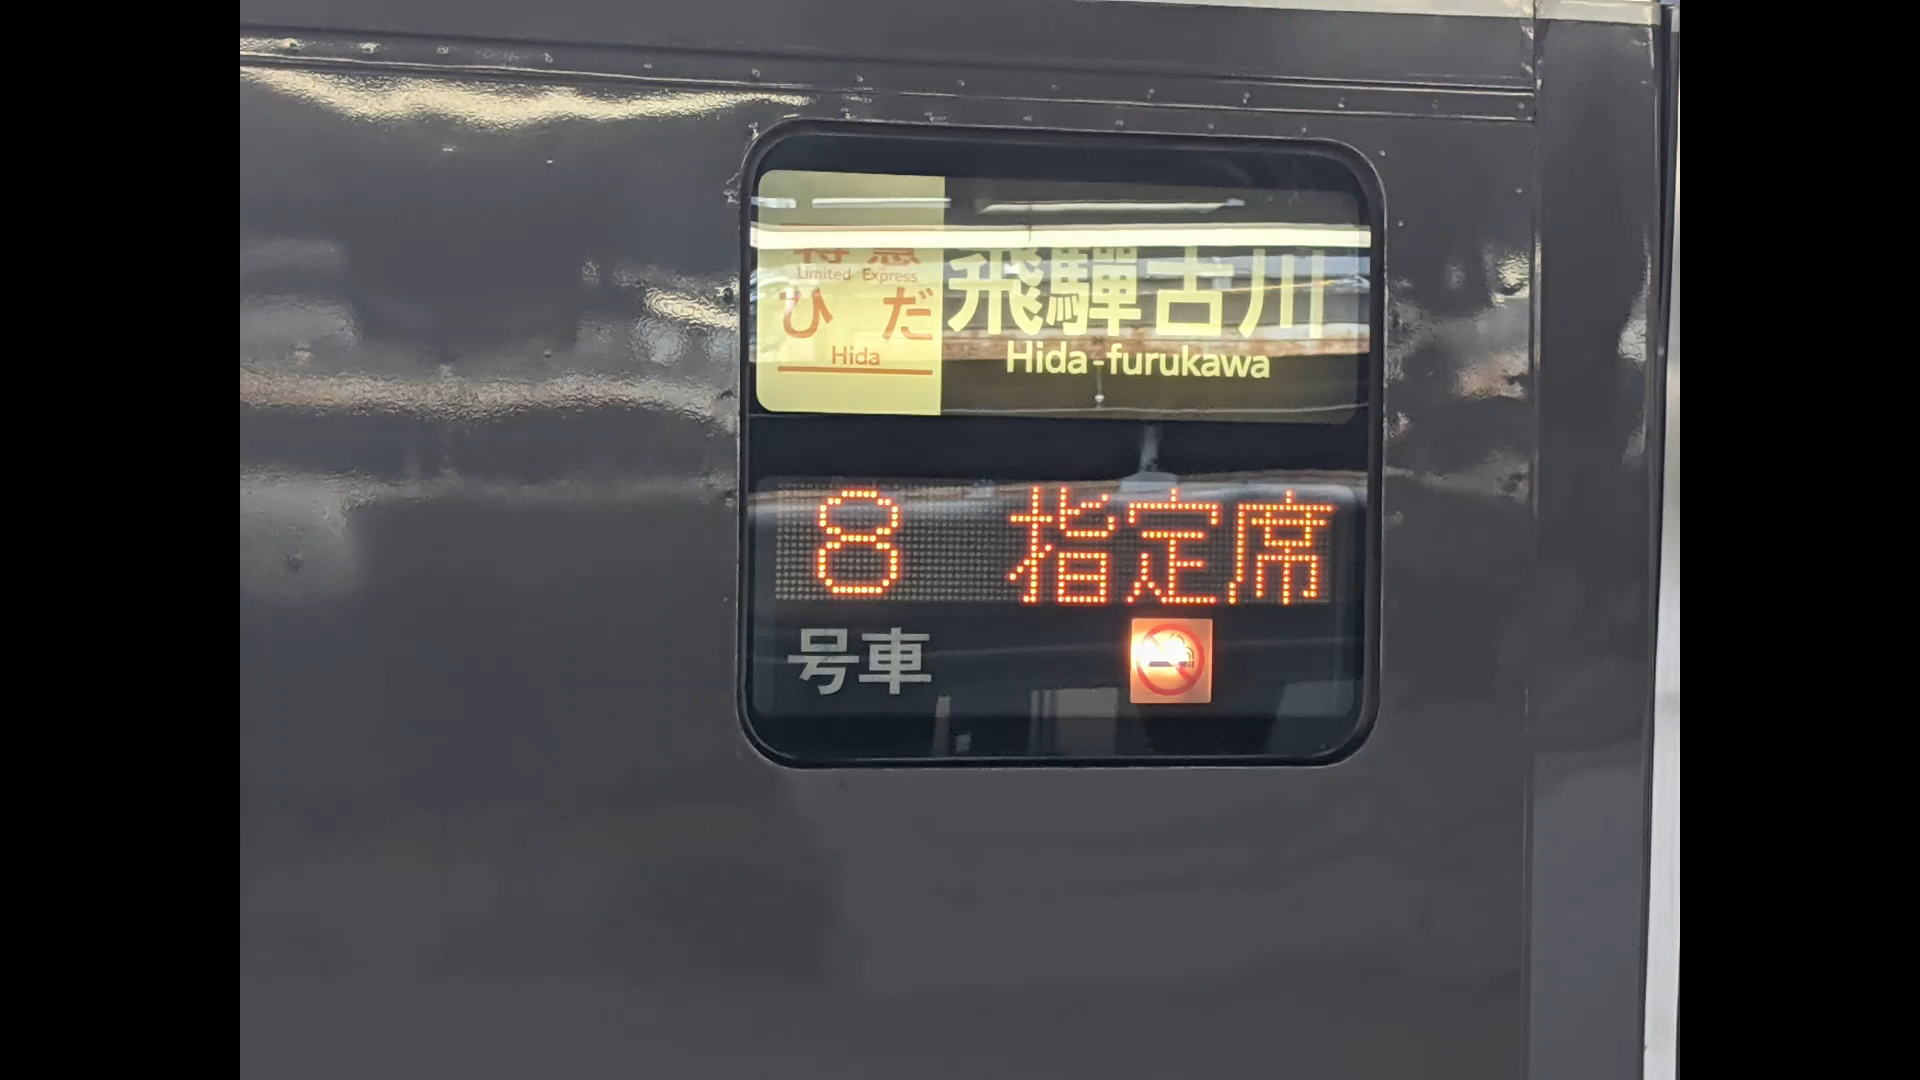 特急 飛騨古川
Limited Express
ひだ
Hida Hida-furukawa
8 指定席
号車